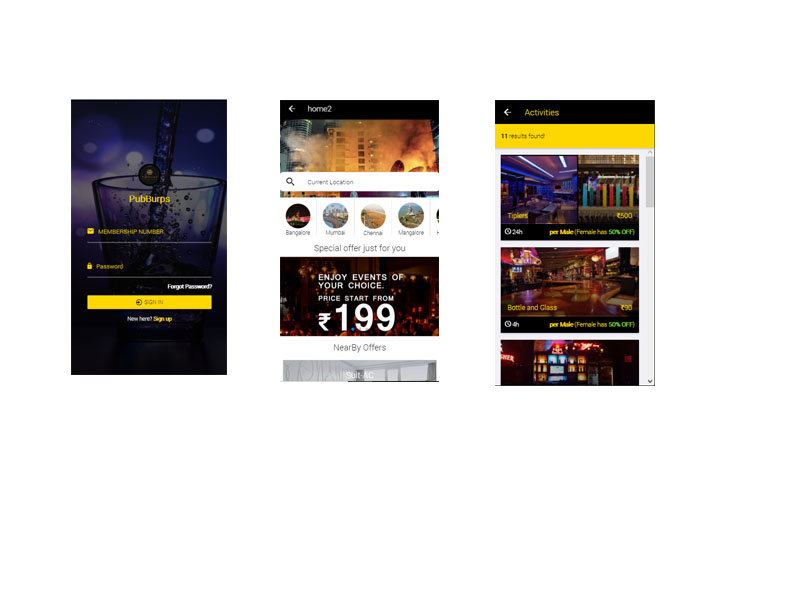 PubBurps
MEMBERSHIP NUMBER
Password
Forgot Password?
SIGN IN
New here? Sign up
home2
Current Location
Bangalore
Mumbai
Chennai
Mangalore
Special offer just for you
ENJOY EVENTS OF
YOUR CHOICE.
PRICE START FROM
₹199
NearBy Offers
Suit-AC
Activities
11 results found!
Tiplers
₹500
24h
per Male (Female has 50% OFF)
Bottle and Glass
₹90
4h
per Male (Female has 50% OFF)